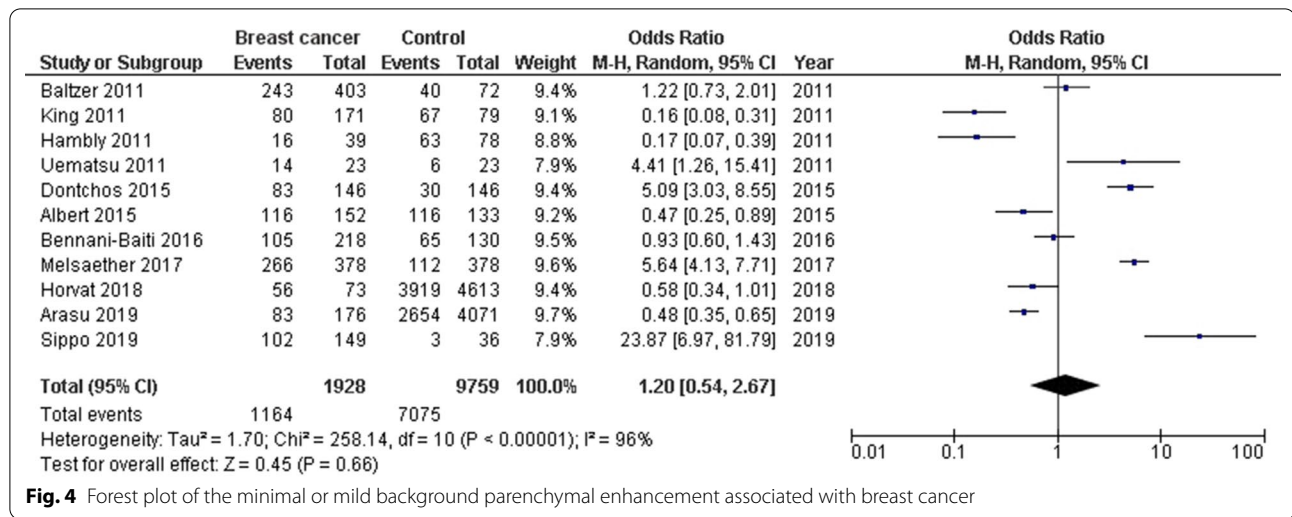 Breast cancer Control Odds Ratio Odds Ratio
Study or Subgroup Events Total Events Total Weight M-H, Random, 95% CI Year M-H, Random, 95% CI
Baltzer 2011 243 403 40 72 9.4% 1.22 [0.73, 2.01] 2011
King 2011 80 171 67 79 9.1% 0.16 [0.08, 0.31] 2011
Hambly 2011 16 39 63 78 8.8% 0.17 [0.07, 0.39] 2011
Uematsu 2011 14 23 6 23 7.9% 4.41 [1.26, 15.41] 2011
Dontchos 2015 83 146 30 146 9.4% 5.09 [3.03, 8.55] 2015
Albert 2015 116 152 116 133 9.2% 0.47 [0.25, 0.89] 2015
Bennani-Baiti 2016 105 218 65 130 9.5% 0.93 [0.60, 1.43] 2016
Melsaether 2017 266 378 112 378 9.6% 5.64 [4.13, 7.71] 2017
Horvat 2018 56 73 3919 4613 9.4% 0.58 [0.34, 1.01] 2018
Arasu 2019 83 176 2654 4071 9.7% 0.48 [0.35, 0.65] 2019
Sippo 2019 102 149 3 36 7.9% 23.87 [6.97, 81.79] 2019
Total (95% CI) 1928 9759 100.0% 1.20 [0.54, 2.67]
Total events 1164 7075
Heterogeneity: Tau² = 1.70; Chi² = 258.14, df = 10 (P < 0.00001); I² = 96%
Test for overall effect: Z = 0.45 (P = 0.66)
0.01 0.1 1 10 100
Fig. 4 Forest plot of the minimal or mild background parenchymal enhancement associated with breast cancer